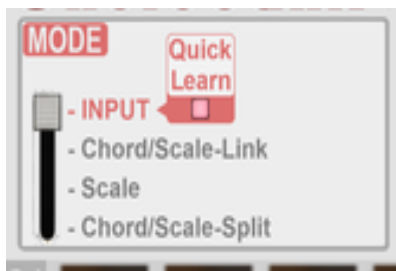 MODE
Quick
Learn
- INPUT
- Chord/Scale-Link
- Scale
- Chord/Scale-Split